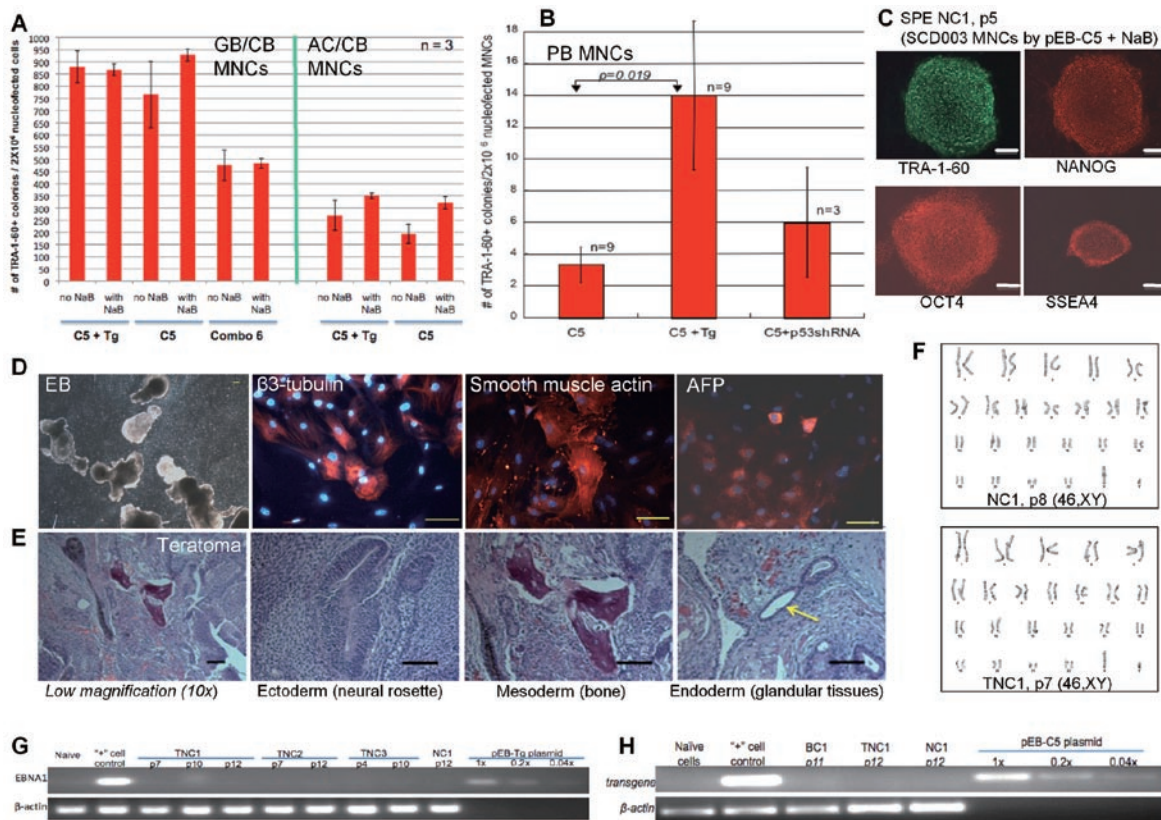 A
# of TRA-1-60+ colonies / 2X10⁶ nucleofected cells
1000
950
900
850
800
750
700
650
600
550
500
450
400
350
300
250
200
150
100
50
0
GB/CB
MNCs
AC/CB
MNCs
n = 3
no NaB
with NaB
no NaB
with NaB
no NaB
with NaB
no NaB
with NaB
no NaB
with NaB
C5 + Tg
C5
Combo 6
C5 + Tg
C5
B
# of TRA-1-60+ colonies/2x10⁶ nucleofected MNCs
18
16
14
12
10
8
6
4
2
0
PB MNCs
p=0.019
n=9
n=9
n=3
C5
C5 +Tg
C5+p53shRNA
C
SPE NC1, p5
(SCD003 MNCs by pEB-C5 + NaB)
TRA-1-60
NANOG
OCT4
SSEA4
D
EB
β3-tubulin
Smooth muscle actin
AFP
E
Teratoma
Low magnification (10x)
Ectoderm (neural rosette)
Mesoderm (bone)
Endoderm (glandular tissues)
F
NC1, p8 (46,XY)
TNC1, p7 (46,XY)
G
Naive
"+" cell
control
TNC1
p7 p10 p12
TNC2
p7 p12
TNC3
p4 p10
NC1
p12
pEB-Tg plasmid
1x 0.2x 0.04x
EBNA1
β-actin
H
Naïve
cells
"+" cell
control
BC1
p11
TNC1
p12
NC1
p12
pEB-C5 plasmid
1x 0.2x 0.04x
transgene
β-actin